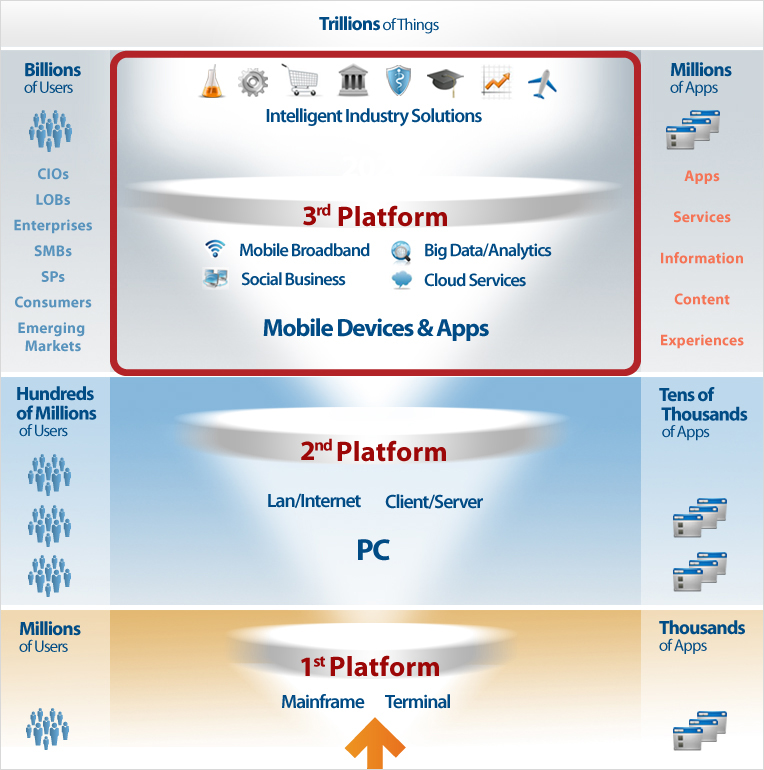 Trillions of Things
Billions
of Users
CIOs
LOBs
Enterprises
SMBs
SPs
Consumers
Emerging
Markets
Intelligent Industry Solutions
3rd Platform
Mobile Broadband
Big Data/Analytics
Social Business
Cloud Services
Mobile Devices & Apps
Millions
of Apps
Apps
Services
Information
Content
Experiences
Hundreds
of Millions
of Users
2nd Platform
Lan/Internet
Client/Server
PC
Tens of
Thousands
of Apps
Millions
of Users
1st Platform
Mainframe
Terminal
Thousands
of Apps